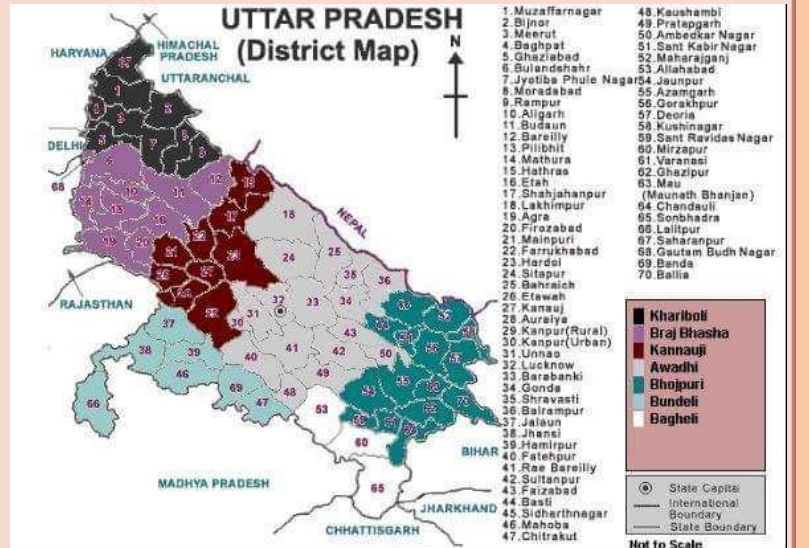 UTTAR PRADESH
(District Map)
N
HARYANA
HIMACHAL
PRADESH
UTTARANCHAL
DELHI
NEPAL
RAJASTHAN
MADHYA PRADESH
BIHAR
JHARKHAND
CHHATTISGARH
1.Muzaffarnagar
2.Bijnor
3.Meerut
4.Baghpat
5.Ghaziabad
6.Bulandshahr
7.Jyotiba Phule Nagar
8.Moradabad
9.Rampur
10.Aligarh
11.Budaun
12.Bareilly
13.Pilibhit
14.Mathura
15.Hathras
16.Etah
17.Shahjahanpur
18.Lakhimpur
19.Agra
20.Firozabad
21.Mainpuri
22.Farrukhabad
23.Hardoi
24.Sitapur
25.Bahraich
26.Etawah
27.Kanauj
28.Auraiya
29.Kanpur(Rural)
30.Kanpur(Urban)
31.Unnao
32.Lucknow
33.Barabanki
34.Gonda
35.Shravasti
36.Balrampur
37.Jalaun
38.Jhansi
39.Hamirpur
40.Fatehpur
41.Rae Bareilly
42.Sultanpur
43.Faizabad
44.Basti
45.Sidharthnagar
46.Mahoba
47.Chitrakut
48.Kaushambi
49.Pratapgarh
50.Ambedkar Nagar
51.Sant Kabir Nagar
52.Maharajganj
53.Allahabad
54.Jaunpur
55.Azamgarh
56.Gorakhpur
57.Deoria
58.Kushinagar
59.Sant Ravidas Nagar
60.Mirzapur
61.Varanasi
62.Ghazipur
63.Mau
(Maunath Bhanjan)
64.Chandauli
65.Sonbhadra
66.Lalitpur
67.Saharanpur
68.Gautam Budh Nagar
69.Banda
70.Ballia
Khariboli
Braj Bhasha
Kannauji
Awadhi
Bhojpuri
Bundeli
Bagheli
State Capital
International
Boundary
State Boundary
Not to Scale